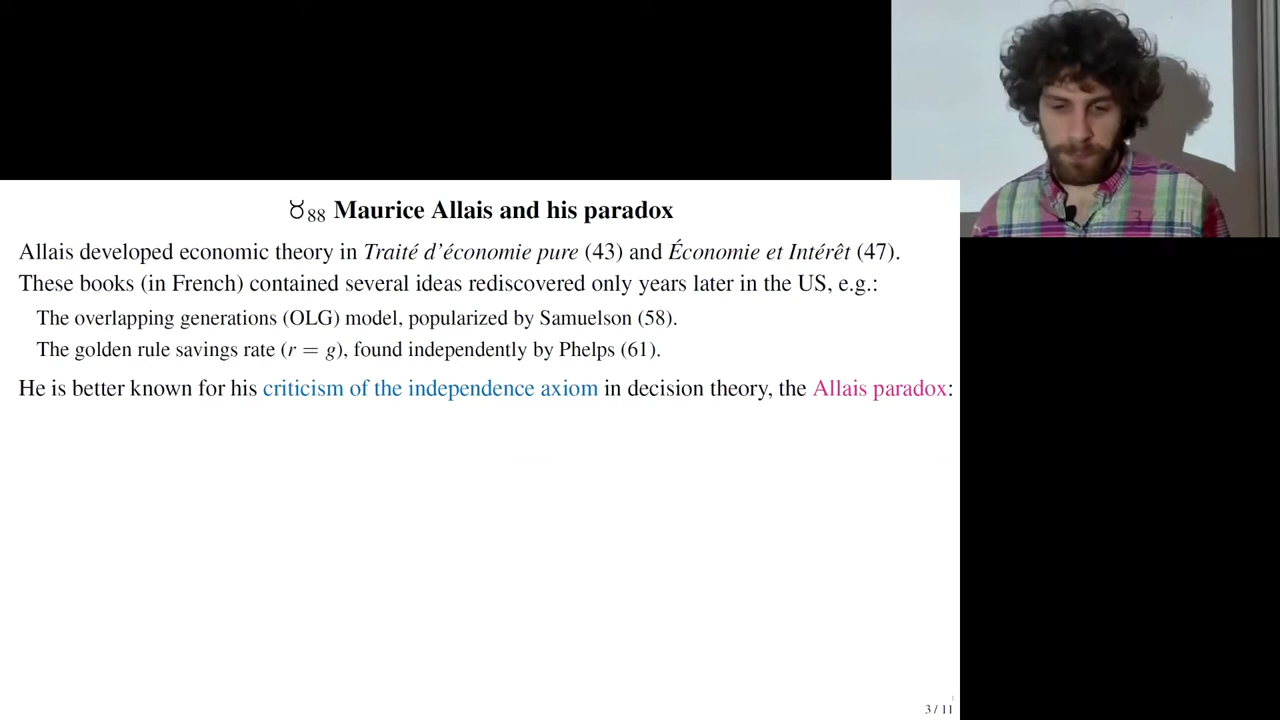 ♉88 Maurice Allais and his paradox
Allais developed economic theory in Traité d'économie pure (43) and Économie et Intérêt (47).
These books (in French) contained several ideas rediscovered only years later in the US, e.g.:
The overlapping generations (OLG) model, popularized by Samuelson (58).
The golden rule savings rate (r = g), found independently by Phelps (61).
He is better known for his criticism of the independence axiom in decision theory, the Allais paradox:
3 / 11